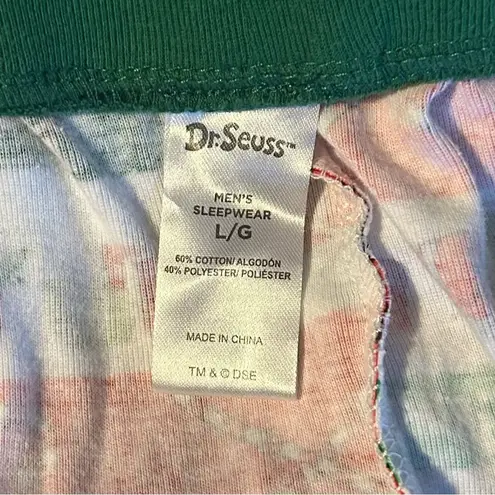 Dr.Seuss™
MEN'S
SLEEPWEAR
L/G
60% COTTON/ALGODÓN
40% POLYESTER/POLIÉSTER
MADE IN CHINA
TM & © DSE